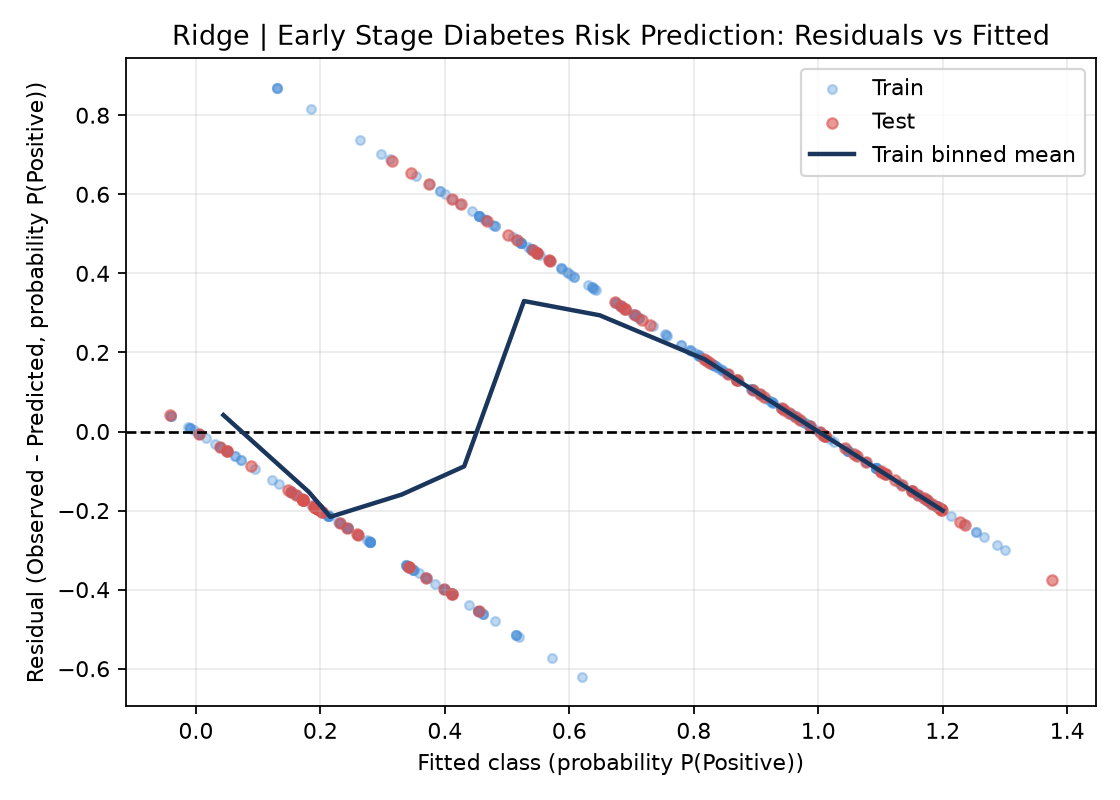 Ridge | Early Stage Diabetes Risk Prediction: Residuals vs Fitted
Train
Test
Train binned mean
Residual (Observed - Predicted, probability P(Positive))
0.8
0.6
0.4
0.2
0.0
−0.2
−0.4
−0.6
0.0 0.2 0.4 0.6 0.8 1.0 1.2 1.4
Fitted class (probability P(Positive))